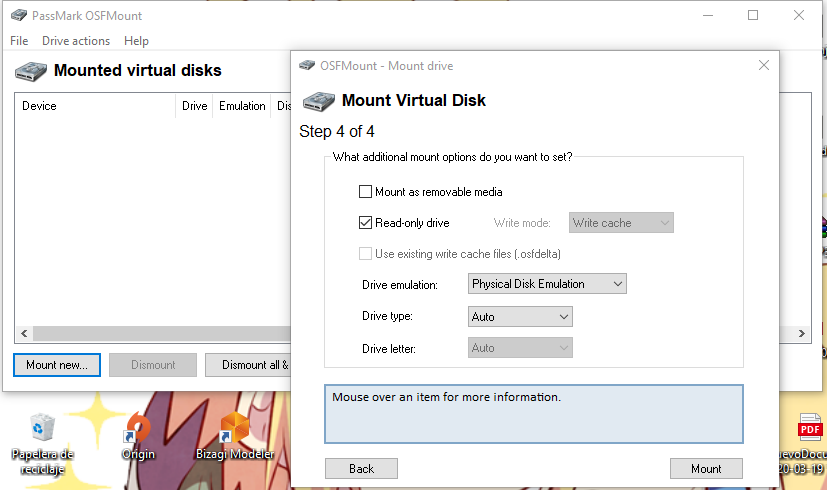 PassMark OSFMount
File Drive actions Help
Mounted virtual disks
Device Drive Emulation
Mount new... Dismount Dismount all &
OSFMount - Mount drive
Mount Virtual Disk
Step 4 of 4
What additional mount options do you want to set?
Mount as removable media
Read-only drive Write mode: Write cache
Use existing write cache files (.osfdelta)
Drive emulation: Physical Disk Emulation
Drive type: Auto
Drive letter: Auto
Mouse over an item for more information.
Back Mount
Papelera de
reciclaje
Origin
Bizagi Modeler
PDF
evoDocu
20-03-19